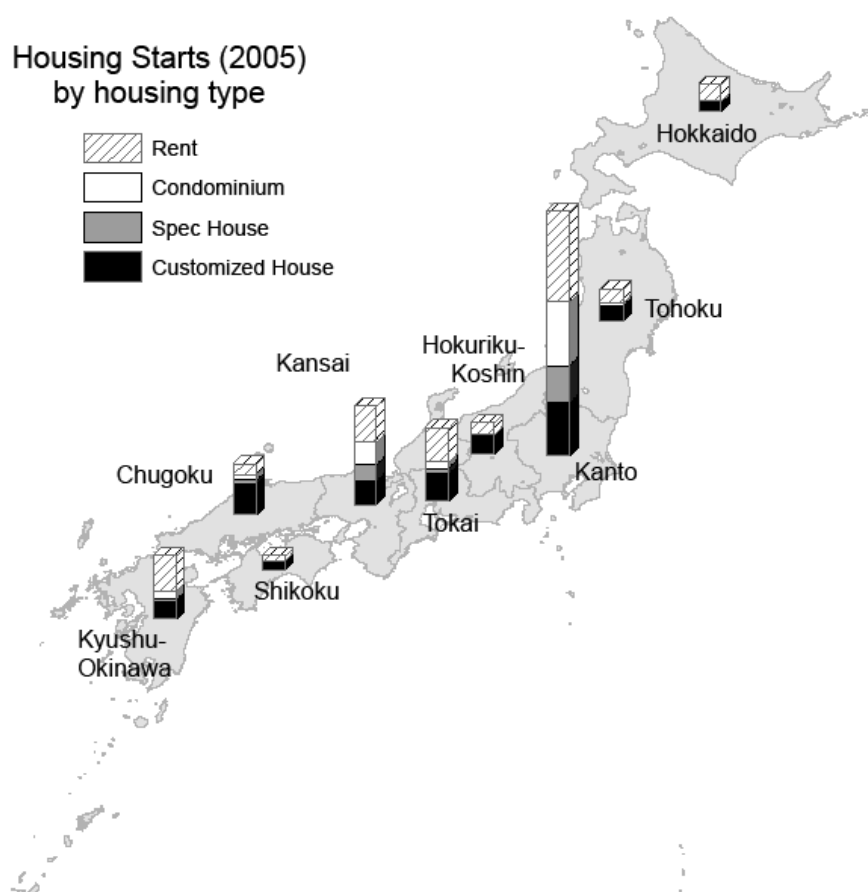 Housing Starts (2005)
by housing type
Rent
Condominium
Spec House
Customized House
Hokkaido
Tohoku
Hokuriku-
Koshin
Kansai
Kanto
Chugoku
Tokai
Shikoku
Kyushu-
Okinawa